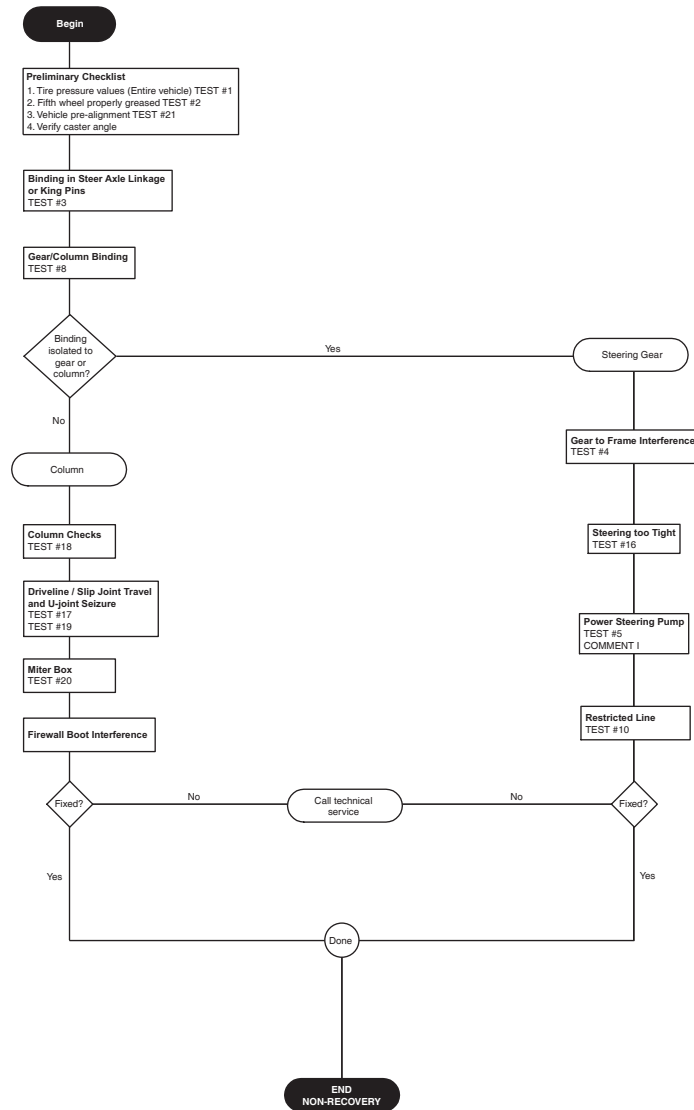 Begin
Preliminary Checklist
1. Tire pressure values (Entire vehicle) TEST #1
2. Fifth wheel properly greased TEST #2
3. Vehicle pre-alignment TEST #21
4. Verify caster angle
Binding in Steer Axle Linkage
or King Pins
TEST #3
Gear/Column Binding
TEST #8
Binding
isolated to
gear or
column?
Yes
Steering Gear
No
Column
Gear to Frame Interference
TEST #4
Column Checks
TEST #18
Steering too Tight
TEST #16
Driveline / Slip Joint Travel
and U-joint Seizure
TEST #17
TEST #19
Power Steering Pump
TEST #5
COMMENT I
Miter Box
TEST #20
Firewall Boot Interference
Restricted Line
TEST #10
Fixed?
No
Call technical
service
No
Fixed?
Yes
Yes
Done
END
NON-RECOVERY